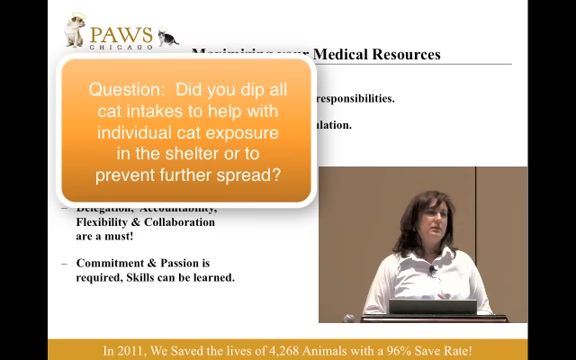 PAWS
CHICAGO
Maximizing your Medical Resources
Question: Did you dip all
cat intakes to help with
individual cat exposure
in the shelter or to
prevent further spread?
responsibilities.
– Delegation, Accountability,
Flexibility & Collaboration
are a must!
– Commitment & Passion is
required, Skills can be learned.
In 2011, We Saved the lives of 4,268 Animals with a 96% Save Rate!